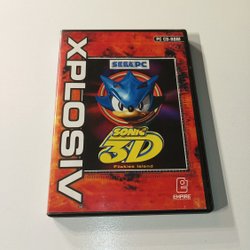 PC CD-ROM
XPLOSIV
SEGA PC
SONIC
3D
Flickies Island
e
EMPIRE